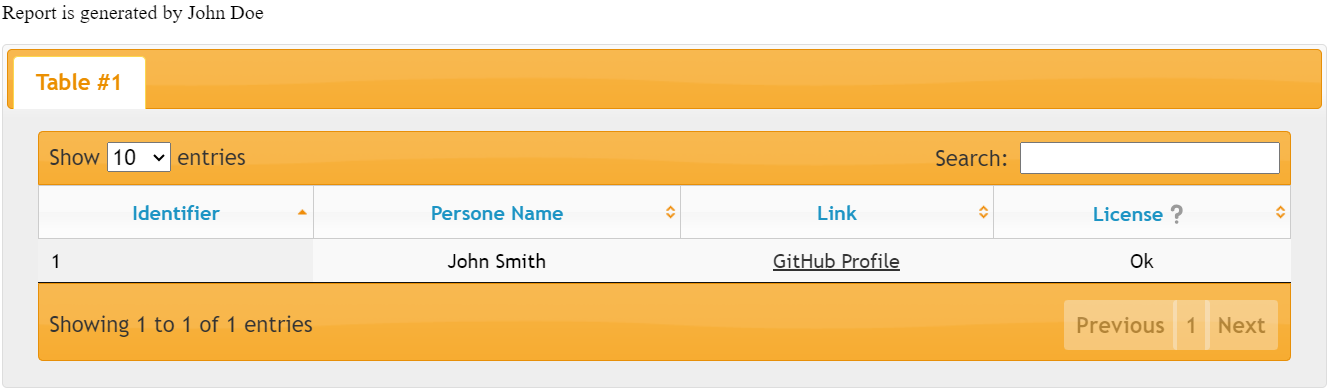 Report is generated by John Doe
Table #1
Show 10 entries Search:
Identifier Persone Name Link License ?
1 John Smith GitHub Profile Ok
Showing 1 to 1 of 1 entries Previous 1 Next